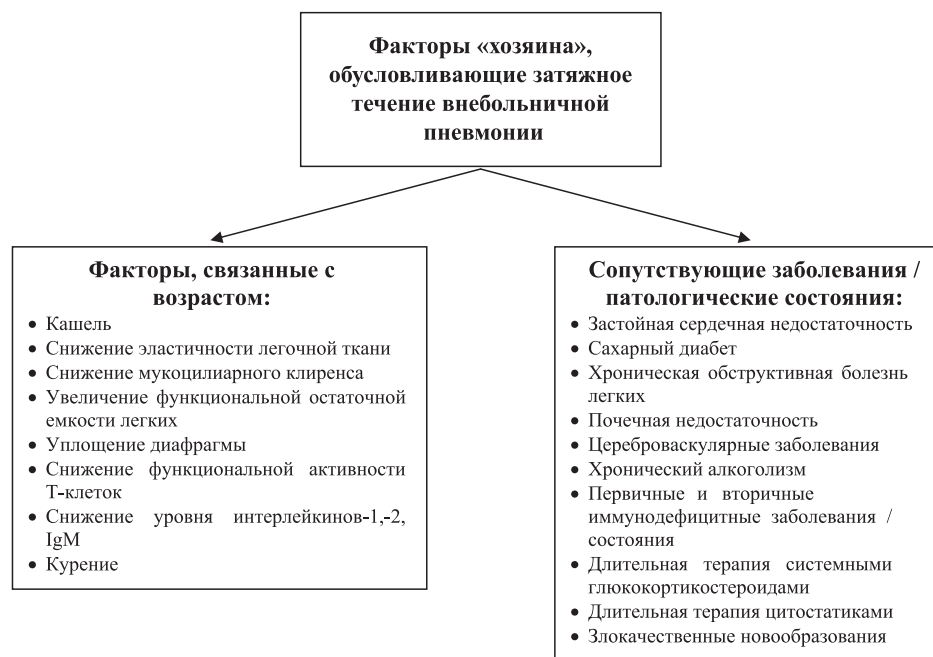 Факторы «хозяина»,
обусловливающие затяжное
течение внебольничной
пневмонии
Факторы, связанные с
возрастом:
• Кашель
• Снижение эластичности легочной ткани
• Снижение мукоцилиарного клиренса
• Увеличение функциональной остаточной
емкости легких
• Уплощение диафрагмы
• Снижение функциональной активности
Т-клеток
• Снижение уровня интерлейкинов-1,-2,
IgM
• Курение
Сопутствующие заболевания /
патологические состояния:
• Застойная сердечная недостаточность
• Сахарный диабет
• Хроническая обструктивная болезнь
легких
• Почечная недостаточность
• Цереброваскулярные заболевания
• Хронический алкоголизм
• Первичные и вторичные
иммунодефицитные заболевания /
состояния
• Длительная терапия системными
глюкокортикостероидами
• Длительная терапия цитостатиками
• Злокачественные новообразования